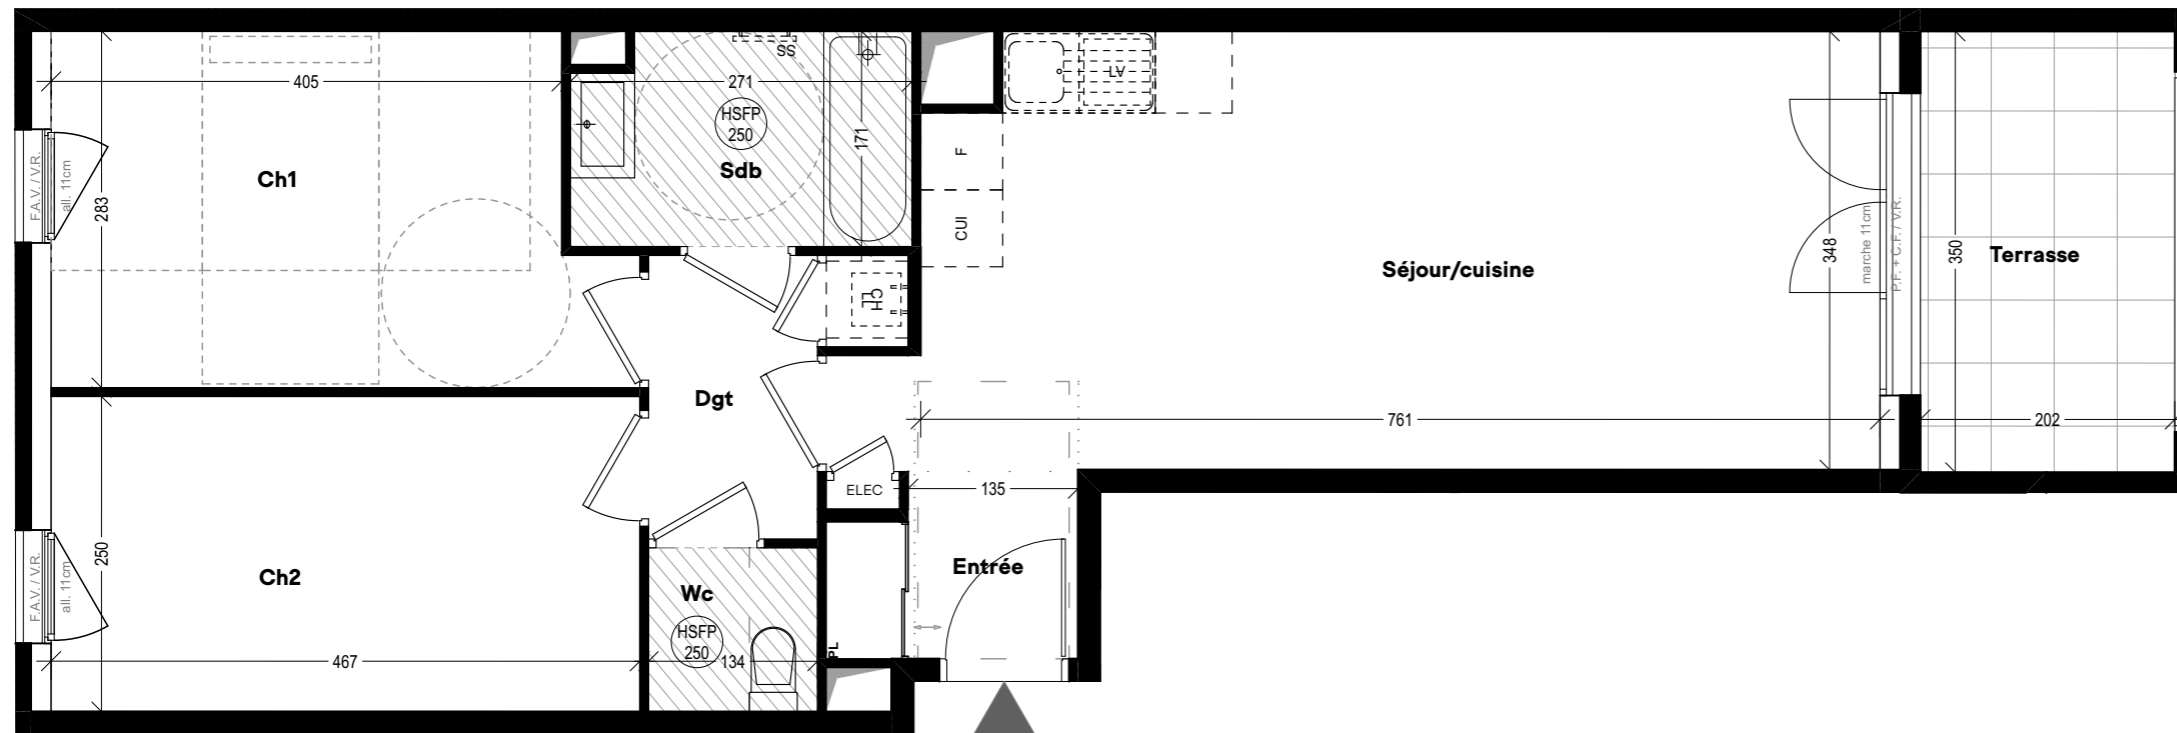 405
Ch1
283
F.A.V. / V.R.
all. 11cm
SS
271
HSFP
250
Sdb
171
LV
F
CUI
CH
LL
Séjour/cuisine
348
marche 11cm
P.F. + C.F. / V.R.
350
Terrasse
761
202
Dgt
ELEC
135
Entrée
PL
Ch2
250
F.A.V. / V.R.
all. 11cm
467
Wc
HSFP
250
134